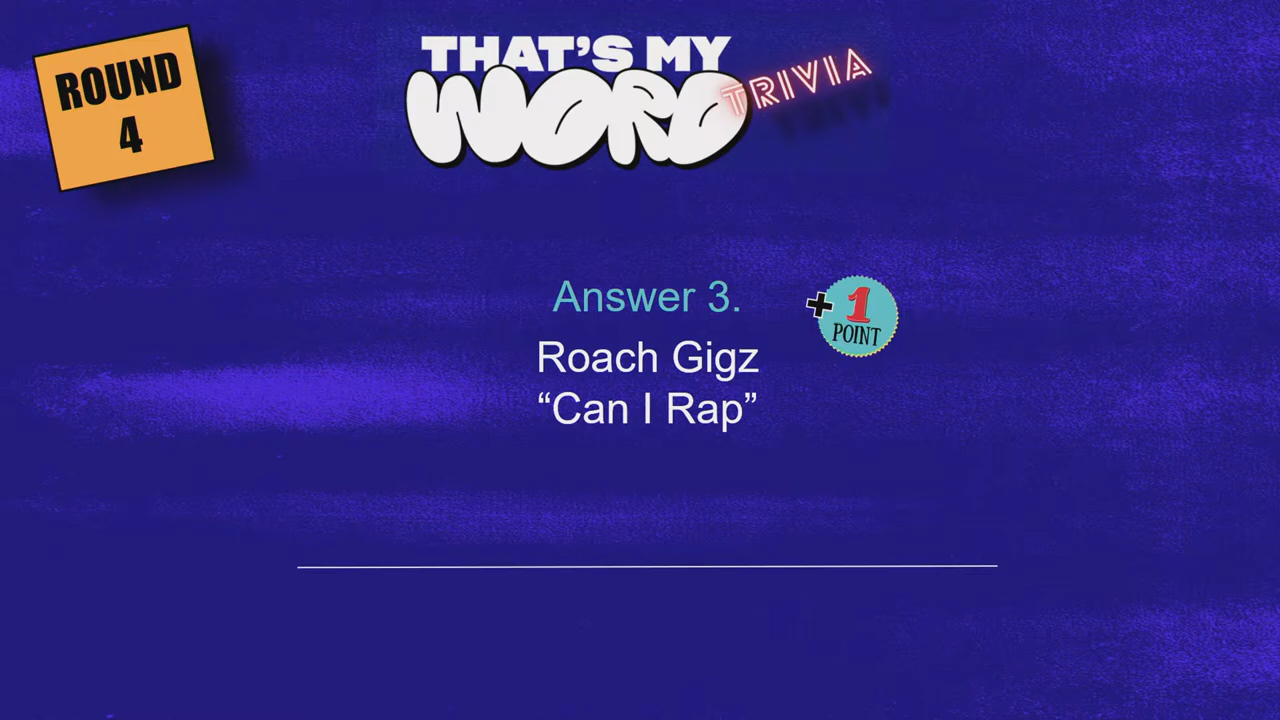 ROUND
4
THAT'S MY
WORD
TRIVIA
Answer 3.
+1
POINT
Roach Gigz
“Can I Rap”